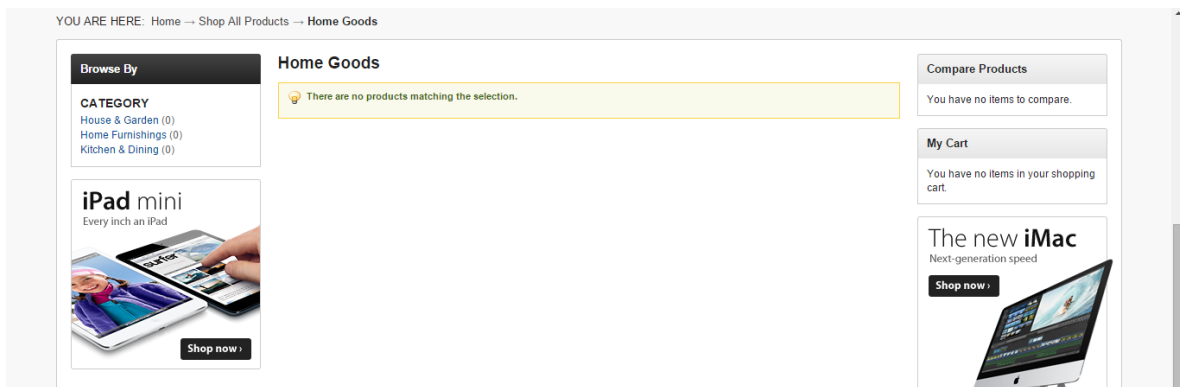 YOU ARE HERE: Home → Shop All Products → Home Goods
Browse By
CATEGORY
House & Garden (0)
Home Furnishings (0)
Kitchen & Dining (0)
iPad mini
Every inch an iPad
surfer
Shop now ›
Home Goods
There are no products matching the selection.
Compare Products
You have no items to compare.
My Cart
You have no items in your shopping
cart.
The new iMac
Next-generation speed
Shop now ›